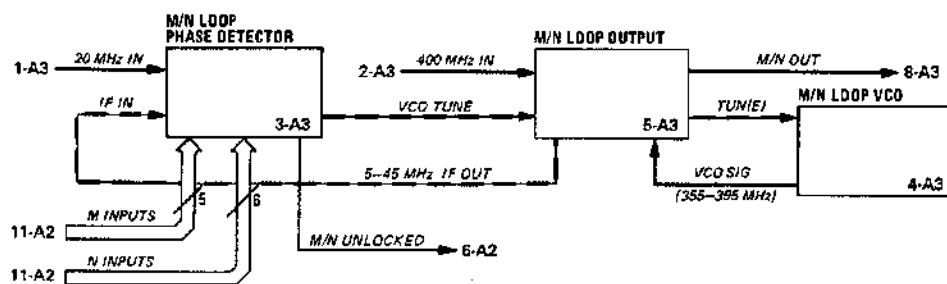 M/N LOOP
PHASE DETECTOR
1-A3
20 MHz IN
IF IN
3-A3
VCO TUNE
2-A3
400 MHz IN
M/N LOOP OUTPUT
5-A3
M/N OUT
8-A3
TUN(E)
M/N LOOP VCO
4-A3
VCO SIG
(355–395 MHz)
5–45 MHz IF OUT
5
6
11-A2
M INPUTS
11-A2
N INPUTS
M/N UNLOCKED
6-A2